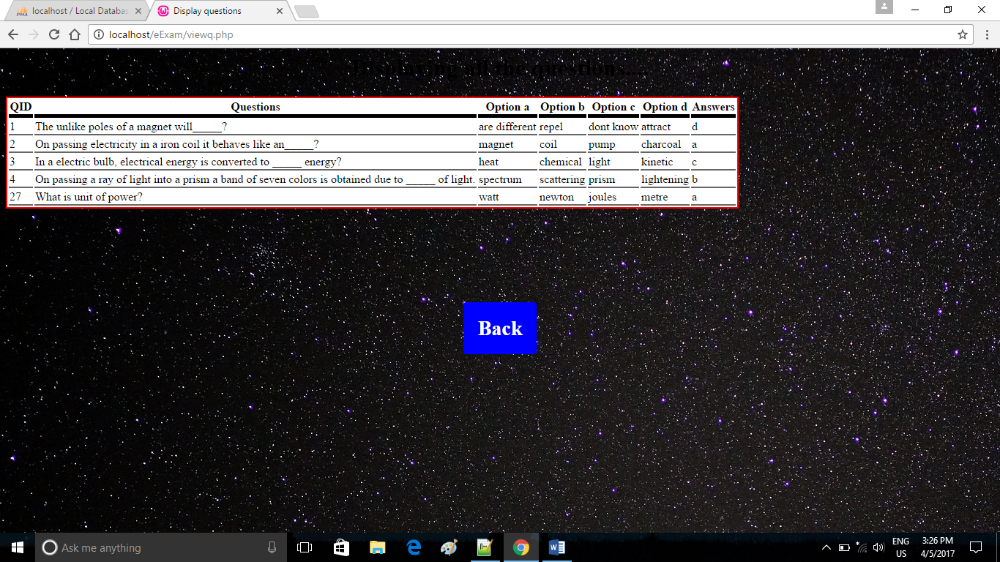 localhost / Local Databas
Display questions
localhost/eExam/viewq.php
Displaying all the questions....
QID Questions Option a Option b Option c Option d Answers
1 The unlike poles of a magnet will_____? are different repel dont know attract d
2 On passing electricity in a iron coil it behaves like an_____? magnet coil pump charcoal a
3 In a electric bulb, electrical energy is converted to _____ energy? heat chemical light kinetic c
4 On passing a ray of light into a prism a band of seven colors is obtained due to _____ of light. spectrum scattering prism lightening b
27 What is unit of power? watt newton joules metre a
Back
Ask me anything
ENG 3:26 PM
US 4/5/2017